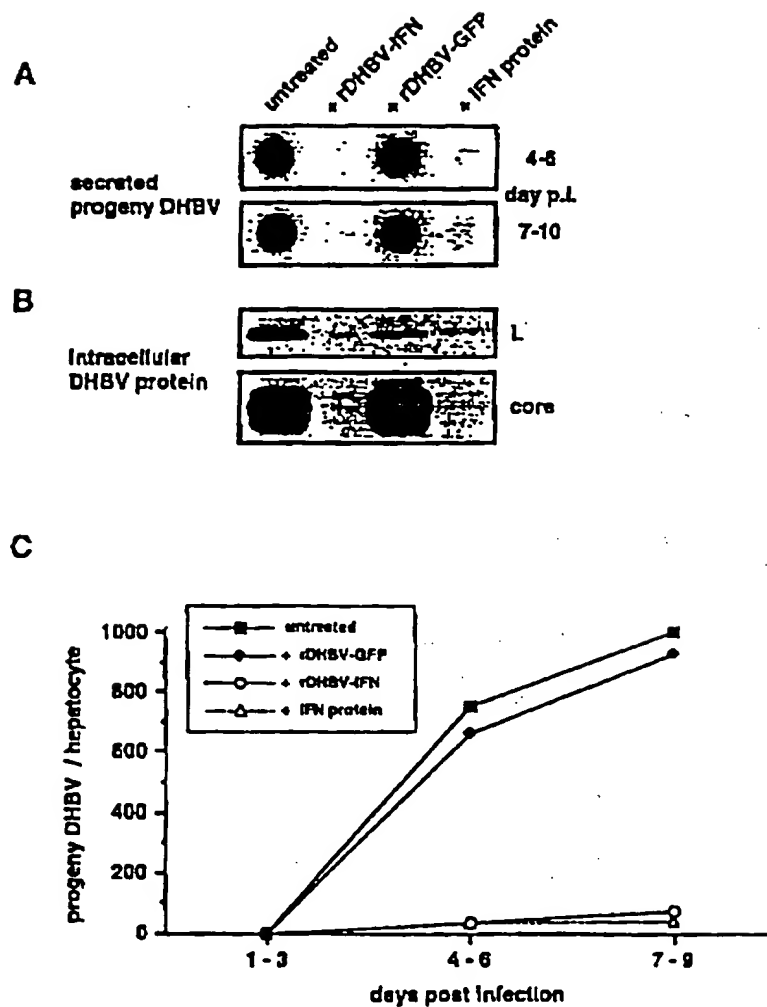 A
untreated
+ rDHBV-IFN
+ rDHBV-GFP
+ IFN protein
secreted
progeny DHBV
4-6
day p.i.
7-10
B
Intracellular
DHBV protein
L
core
C
untreated
+ rDHBV-GFP
+ rDHBV-IFN
+ IFN protein
1000
800
600
400
200
0
progeny DHBV / hepatocyte
1 - 3
4 - 6
7 - 9
days post infection